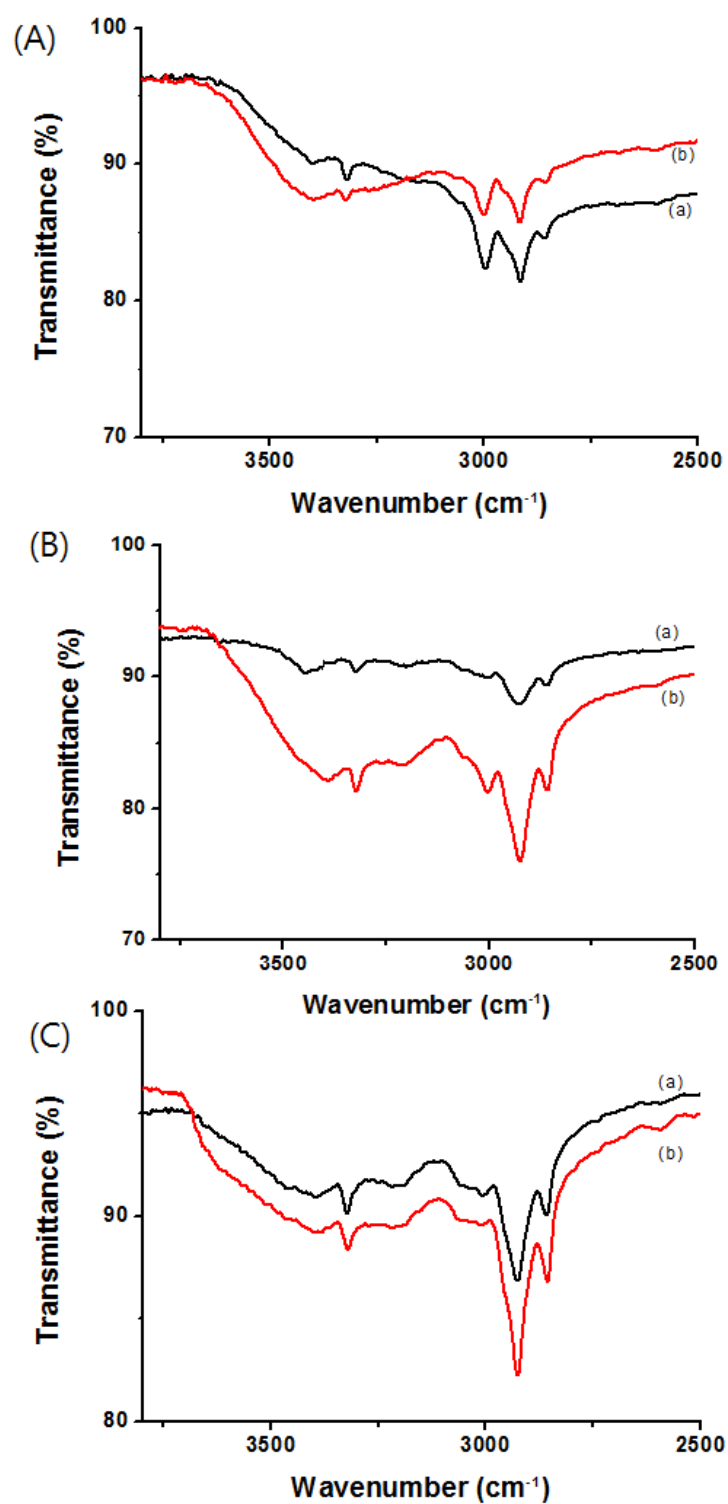 (A)
100
90
80
70
Transmittance (%)
(b)
(a)
3500 3000 2500
Wavenumber (cm-1)
(B)
100
90
80
70
Transmittance (%)
(a)
(b)
3500 3000 2500
Wavenumber (cm-1)
(C)
100
90
80
Transmittance (%)
(a)
(b)
3500 3000 2500
Wavenumber (cm-1)